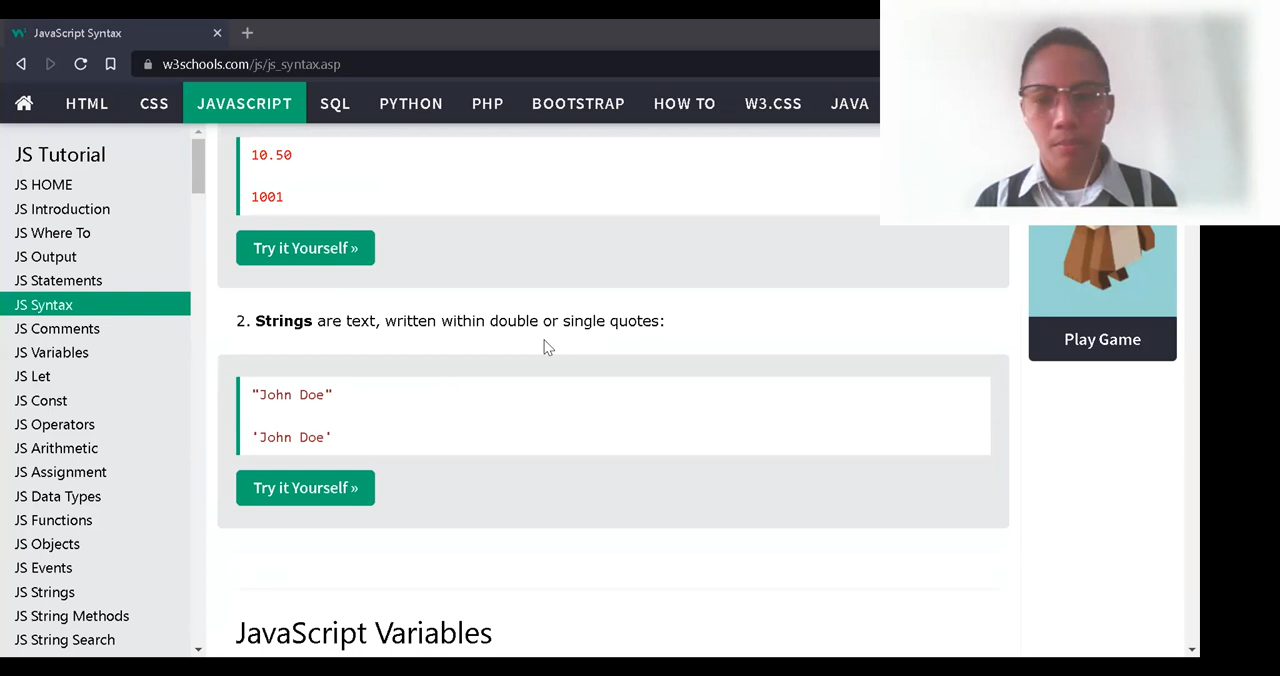 JavaScript Syntax
w3schools.com/js/js_syntax.asp
HTML CSS JAVASCRIPT SQL PYTHON PHP BOOTSTRAP HOW TO W3.CSS JAVA
JS Tutorial
JS HOME
JS Introduction
JS Where To
JS Output
JS Statements
JS Syntax
JS Comments
JS Variables
JS Let
JS Const
JS Operators
JS Arithmetic
JS Assignment
JS Data Types
JS Functions
JS Objects
JS Events
JS Strings
JS String Methods
JS String Search
10.50
1001
Try it Yourself »
2. Strings are text, written within double or single quotes:
"John Doe"
'John Doe'
Try it Yourself »
JavaScript Variables
Play Game